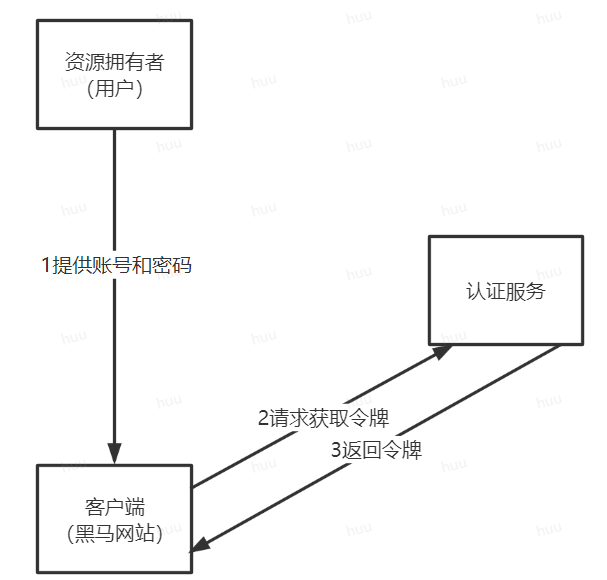 资源拥有者
（用户）
1提供账号和密码
认证服务
2请求获取令牌
3返回令牌
客户端
（黑马网站）
huu